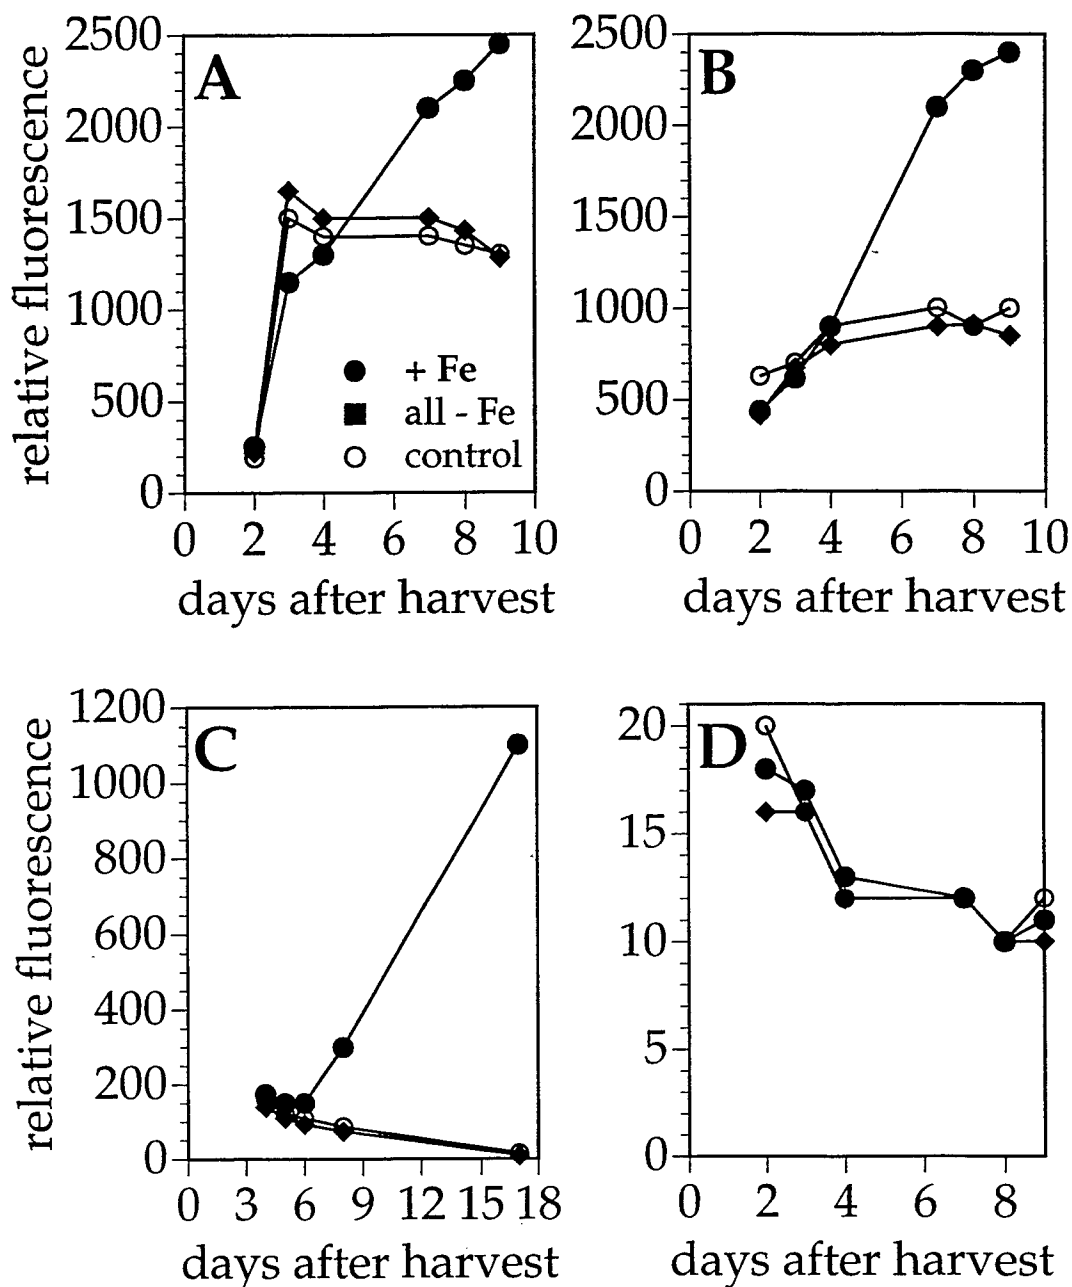 A
B
relative fluorescence
2500
2000
1500
1000
500
0
+ Fe
all - Fe
control
0 2 4 6 8 10
days after harvest
2500
2000
1500
1000
500
0
0 2 4 6 8 10
days after harvest
C
D
relative fluorescence
1200
1000
800
600
400
200
0
0 3 6 9 12 15 18
days after harvest
20
15
10
5
0
0 2 4 6 8
days after harvest